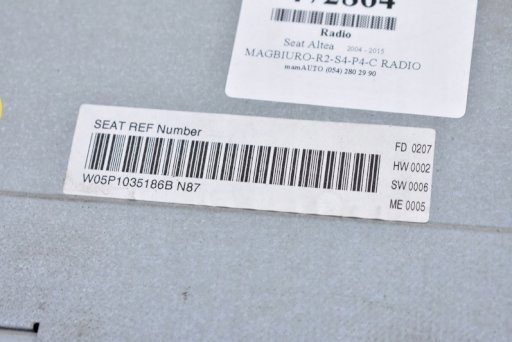 Radio
Seat Altea 2004 - 2015
MAGBIURO-R2-S4-P4-C RADIO
mamAUTO (054) 280 29 90
SEAT REF Number
W05P1035186B N87
FD 0207
HW 0002
SW 0006
ME 0005